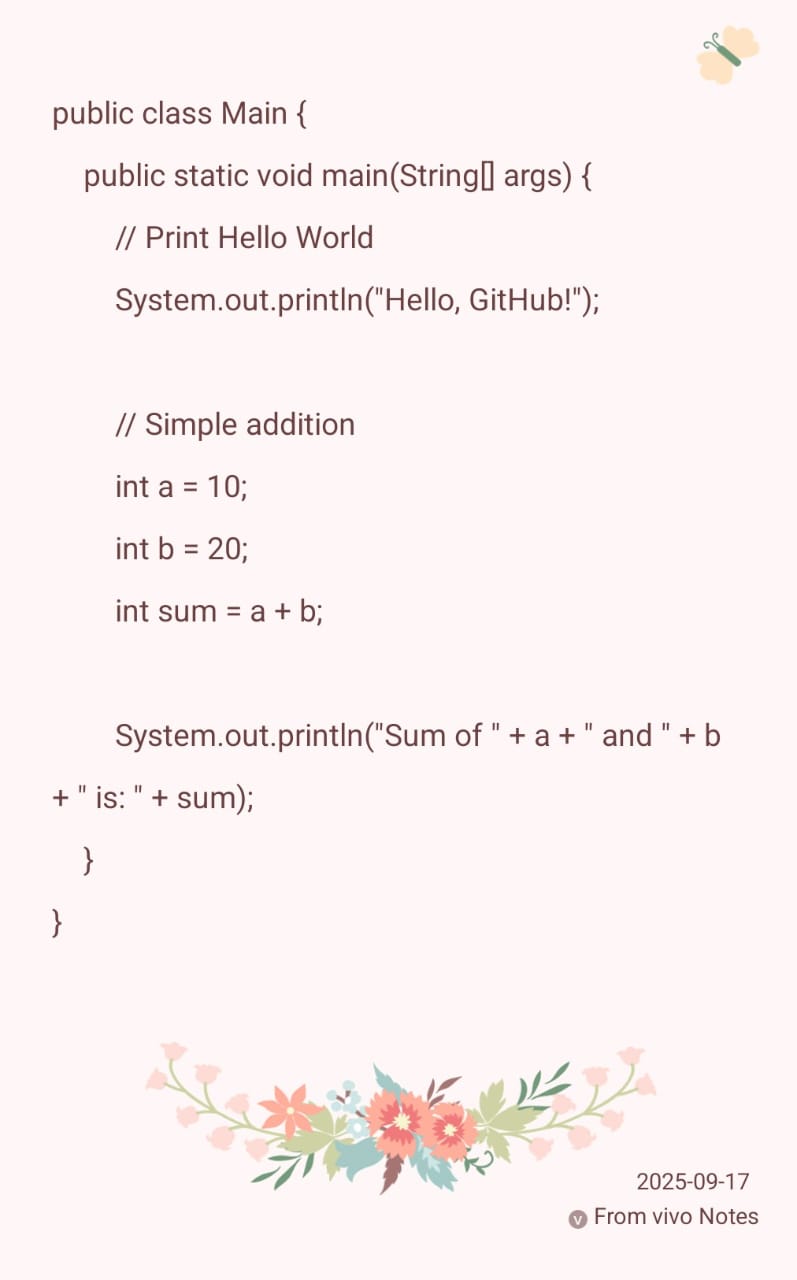 public class Main {
public static void main(String[] args) {
// Print Hello World
System.out.println("Hello, GitHub!");
// Simple addition
int a = 10;
int b = 20;
int sum = a + b;
System.out.println("Sum of " + a + " and " + b
+ " is: " + sum);
}
}
2025-09-17
v From vivo Notes